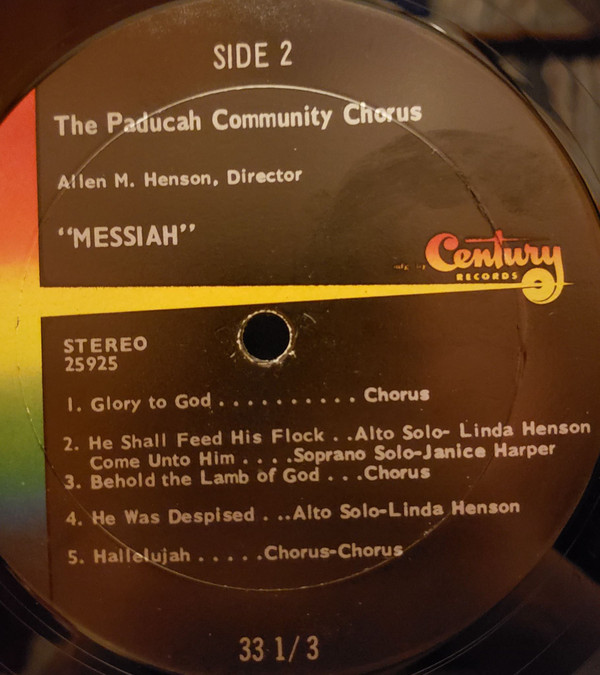 SIDE 2
The Paducah Community Chorus
Allen M. Henson, Director
“MESSIAH”
Century
RECORDS
STEREO
25925
1. Glory to God . . . . . . . . . . Chorus
2. He Shall Feed His Flock . . Alto Solo- Linda Henson
Come Unto Him . . . . Soprano Solo-Janice Harper
3. Behold the Lamb of God . . . Chorus
4. He Was Despised . . . Alto Solo-Linda Henson
5. Hallelujah . . . . . Chorus-Chorus
33 1/3